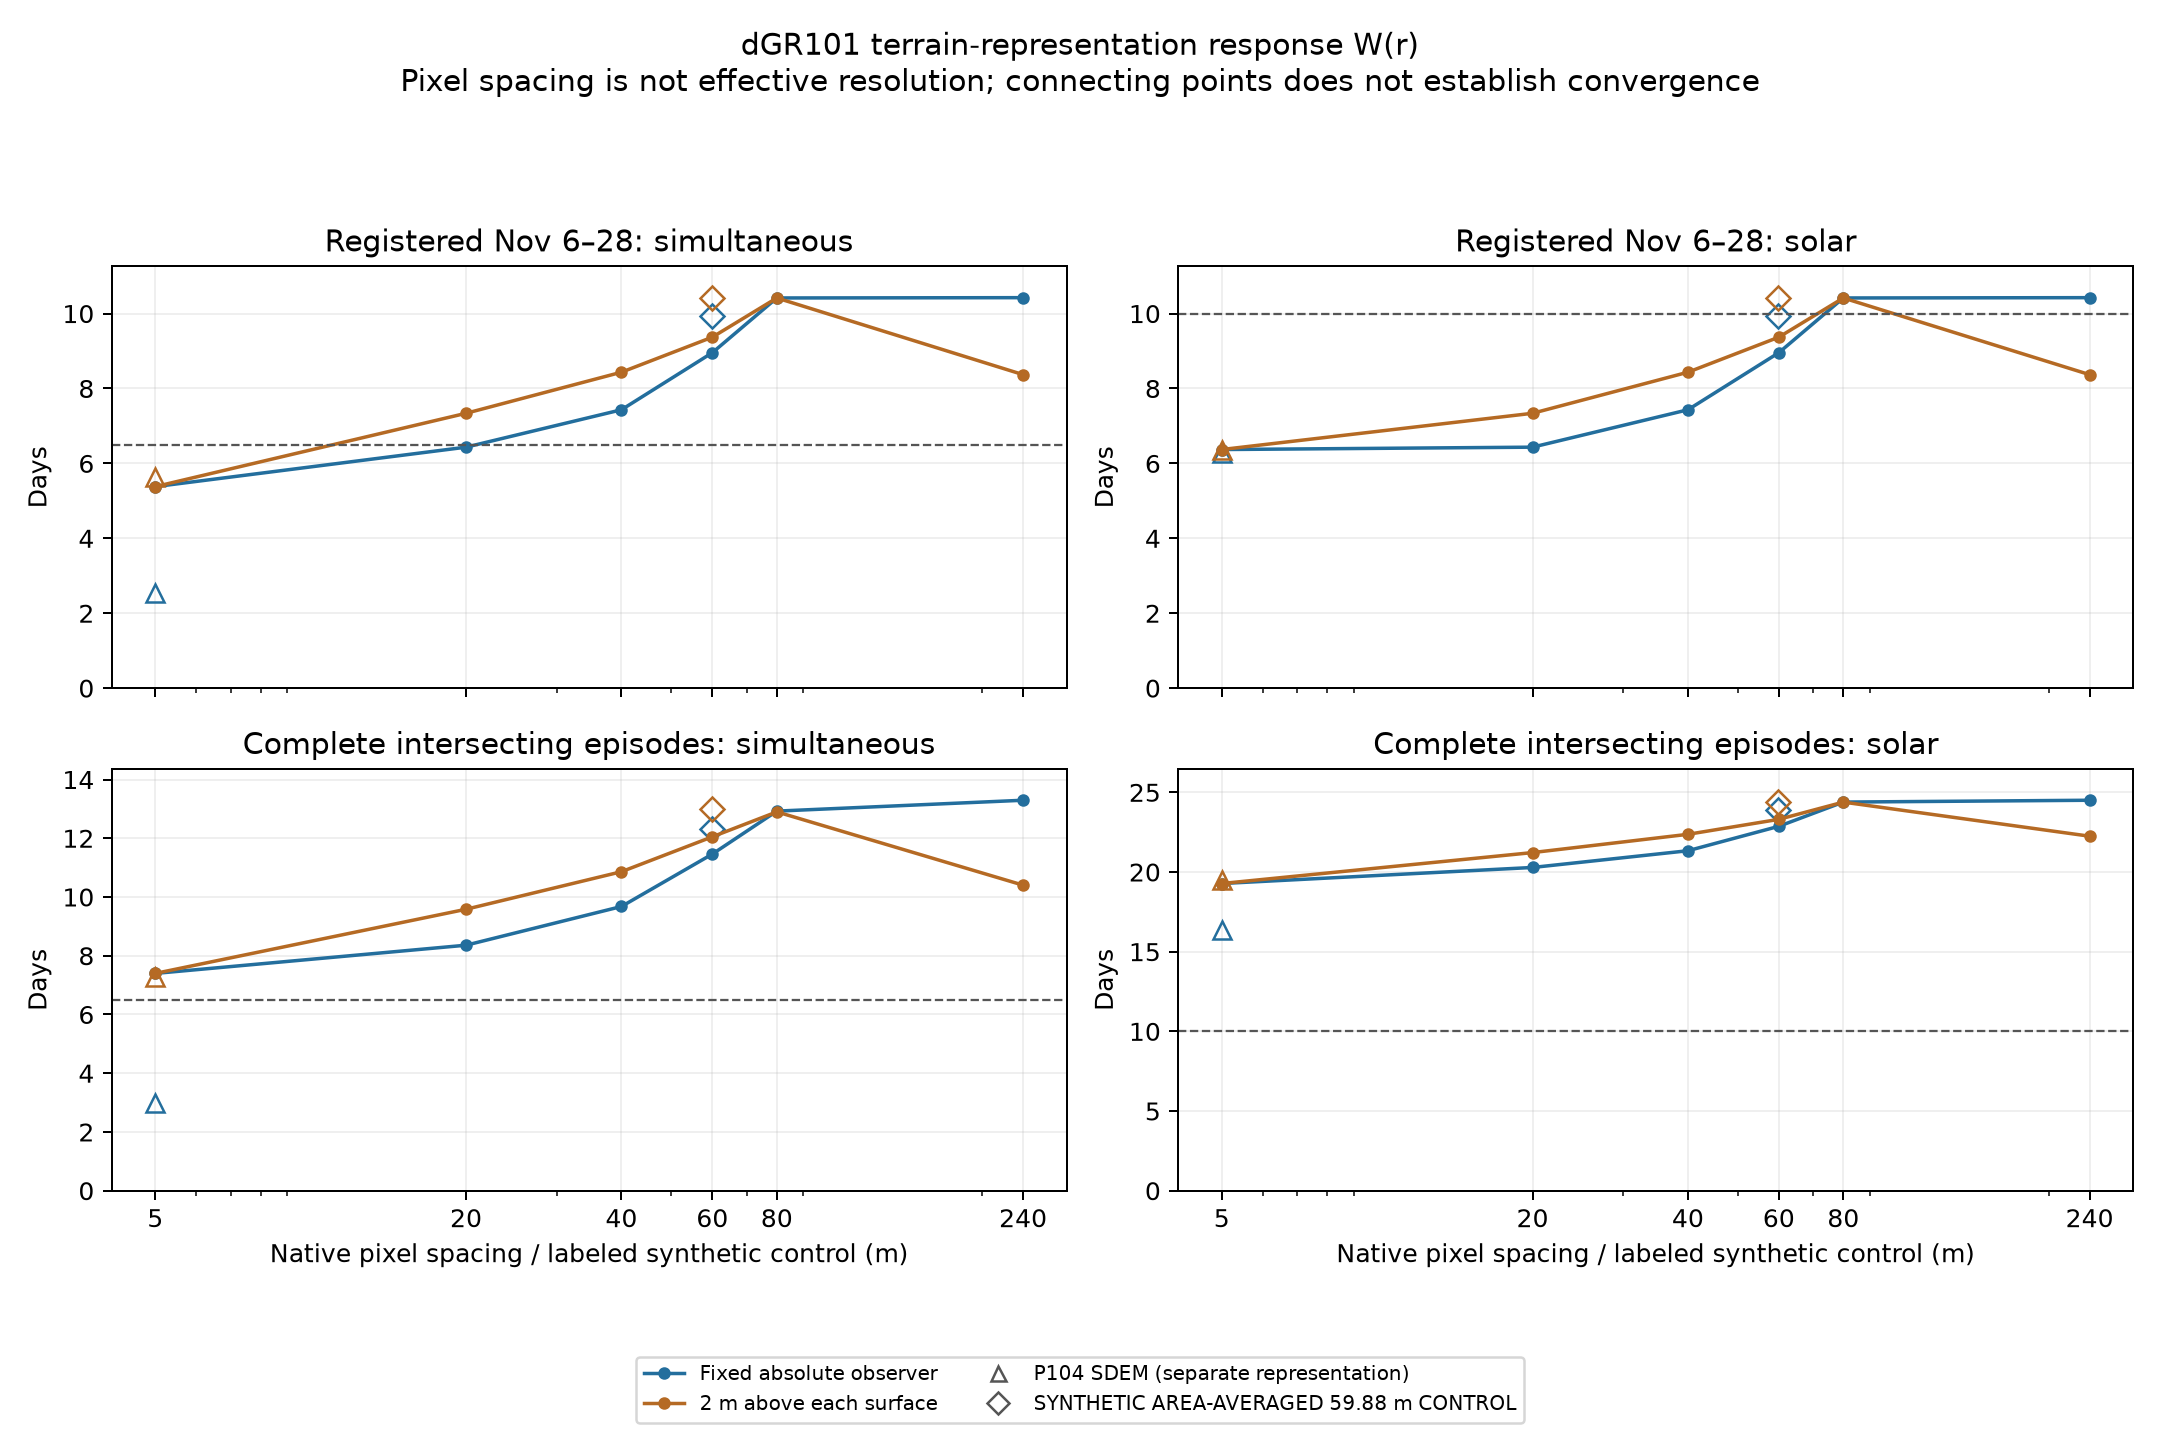 dGR101 terrain-representation response W(r)
Pixel spacing is not effective resolution; connecting points does not establish convergence
Registered Nov 6–28: simultaneous
Days
10
8
6
4
2
0
Registered Nov 6–28: solar
Days
10
8
6
4
2
0
Complete intersecting episodes: simultaneous
Days
14
12
10
8
6
4
2
0
5 20 40 60 80 240
Native pixel spacing / labeled synthetic control (m)
Complete intersecting episodes: solar
Days
25
20
15
10
5
0
5 20 40 60 80 240
Native pixel spacing / labeled synthetic control (m)
Fixed absolute observer
2 m above each surface
P104 SDEM (separate representation)
SYNTHETIC AREA-AVERAGED 59.88 m CONTROL